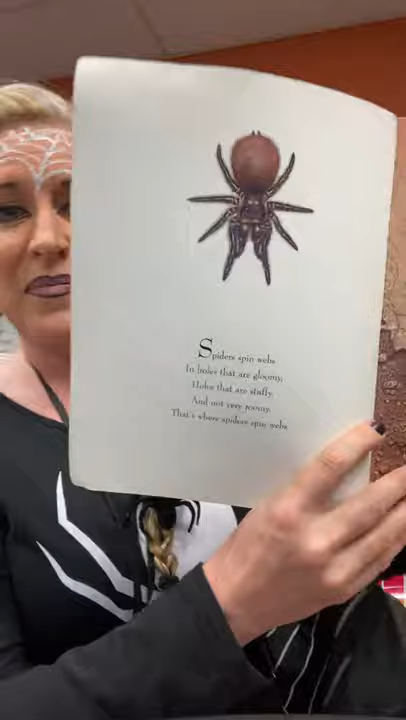 Spiders spin webs
In holes that are gloomy,
Holes that are stuffy,
And not very roomy.
That's where spiders spin webs